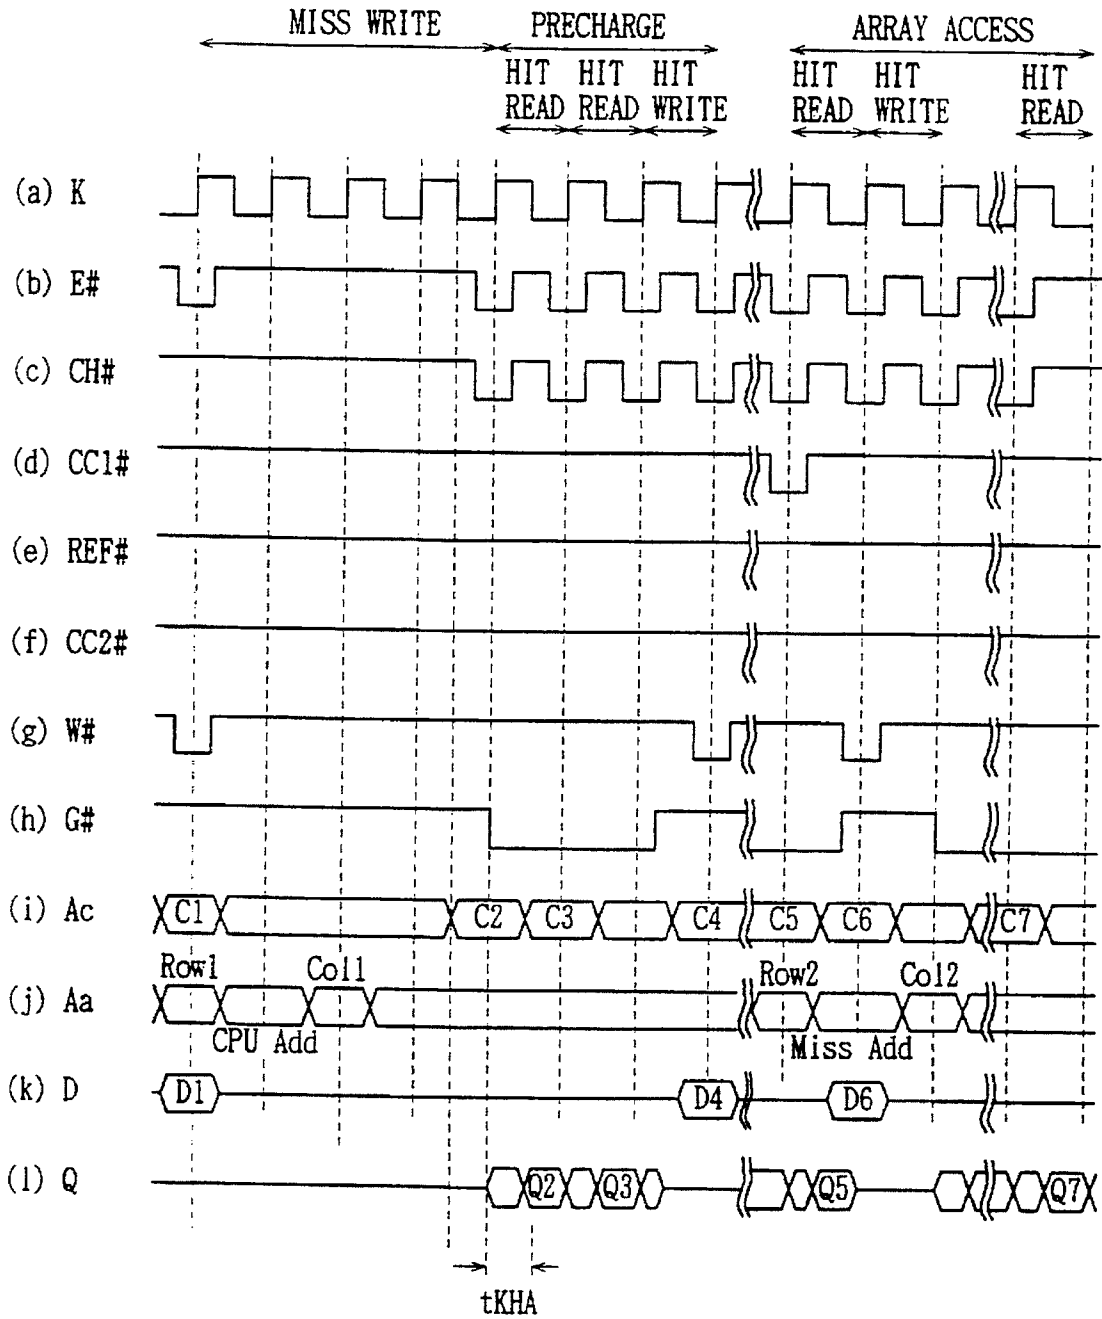 MISS WRITE PRECHARGE ARRAY ACCESS
HIT HIT HIT HIT HIT HIT
READ READ WRITE READ WRITE READ
(a) K
(b) E#
(c) CH#
(d) CC1#
(e) REF#
(f) CC2#
(g) W#
(h) G#
(i) Ac C1 C2 C3 C4 C5 C6 C7
Row1 Col1 Row2 Col2
(j) Aa
CPU Add Miss Add
(k) D D1 D4 D6
(l) Q Q2 Q3 Q5 Q7
tKHA